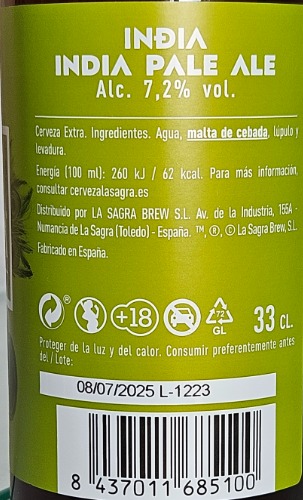 INĐIA
INDIA PALE ALE
Alc. 7,2% vol.
Cerveza Extra. Ingredientes. Agua, malta de cebada, lúpulo y
levadura.
Energía (100 ml): 260 kJ / 62 kcal. Para más información,
consultar cervezalasagra.es
Distribuido por LA SAGRA BREW S.L. Av. de la Industria, 155A -
Numancia de La Sagra (Toledo) - España. ™, ®, © La Sagra Brew, S.L.
Fabricado en España.
® +18 72 GL 33 CL.
Proteger de la luz y del calor. Consumir preferentemente antes
del / Lote:
08/07/2025 L-1223
8 437011 685100